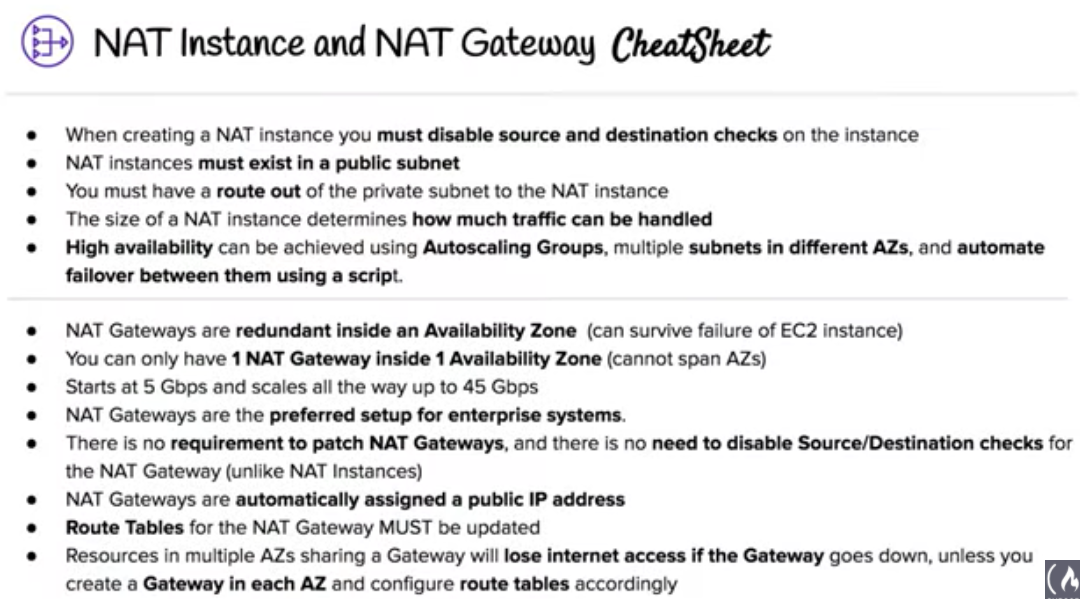 NAT Instance and NAT Gateway CheatSheet
● When creating a NAT instance you must disable source and destination checks on the instance
● NAT instances must exist in a public subnet
● You must have a route out of the private subnet to the NAT instance
● The size of a NAT instance determines how much traffic can be handled
● High availability can be achieved using Autoscaling Groups, multiple subnets in different AZs, and automate
failover between them using a script.
● NAT Gateways are redundant inside an Availability Zone (can survive failure of EC2 instance)
● You can only have 1 NAT Gateway inside 1 Availability Zone (cannot span AZs)
● Starts at 5 Gbps and scales all the way up to 45 Gbps
● NAT Gateways are the preferred setup for enterprise systems.
● There is no requirement to patch NAT Gateways, and there is no need to disable Source/Destination checks for
the NAT Gateway (unlike NAT Instances)
● NAT Gateways are automatically assigned a public IP address
● Route Tables for the NAT Gateway MUST be updated
● Resources in multiple AZs sharing a Gateway will lose internet access if the Gateway goes down, unless you
create a Gateway in each AZ and configure route tables accordingly